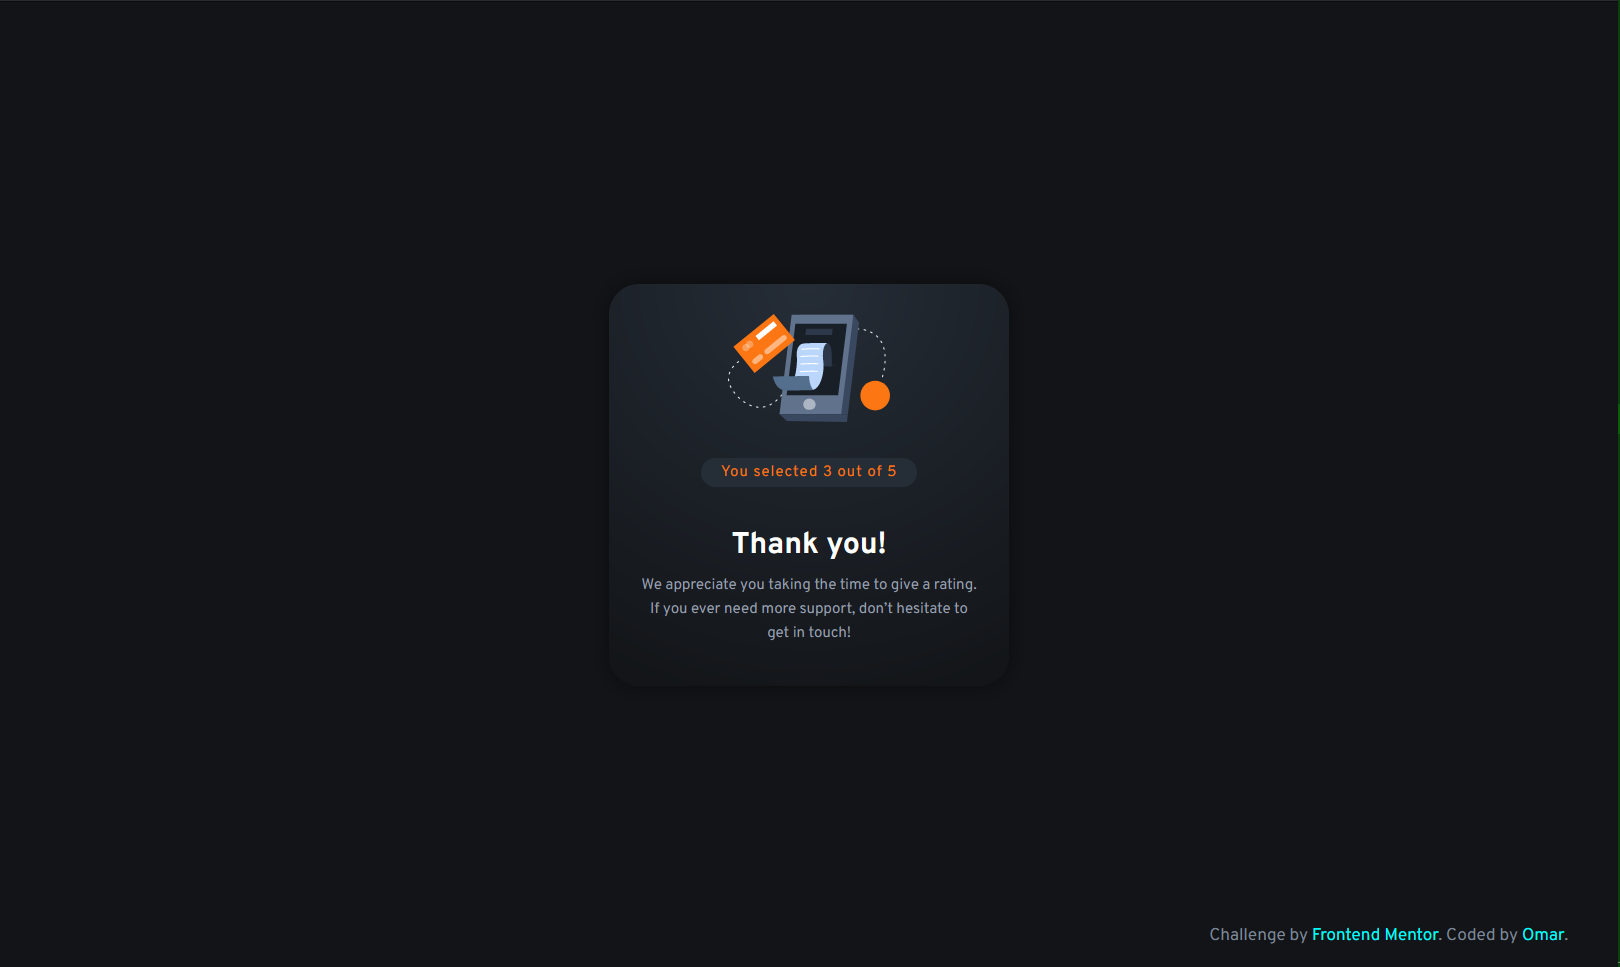 You selected 3 out of 5
Thank you!
We appreciate you taking the time to give a rating.
If you ever need more support, don’t hesitate to
get in touch!
Challenge by Frontend Mentor. Coded by Omar.